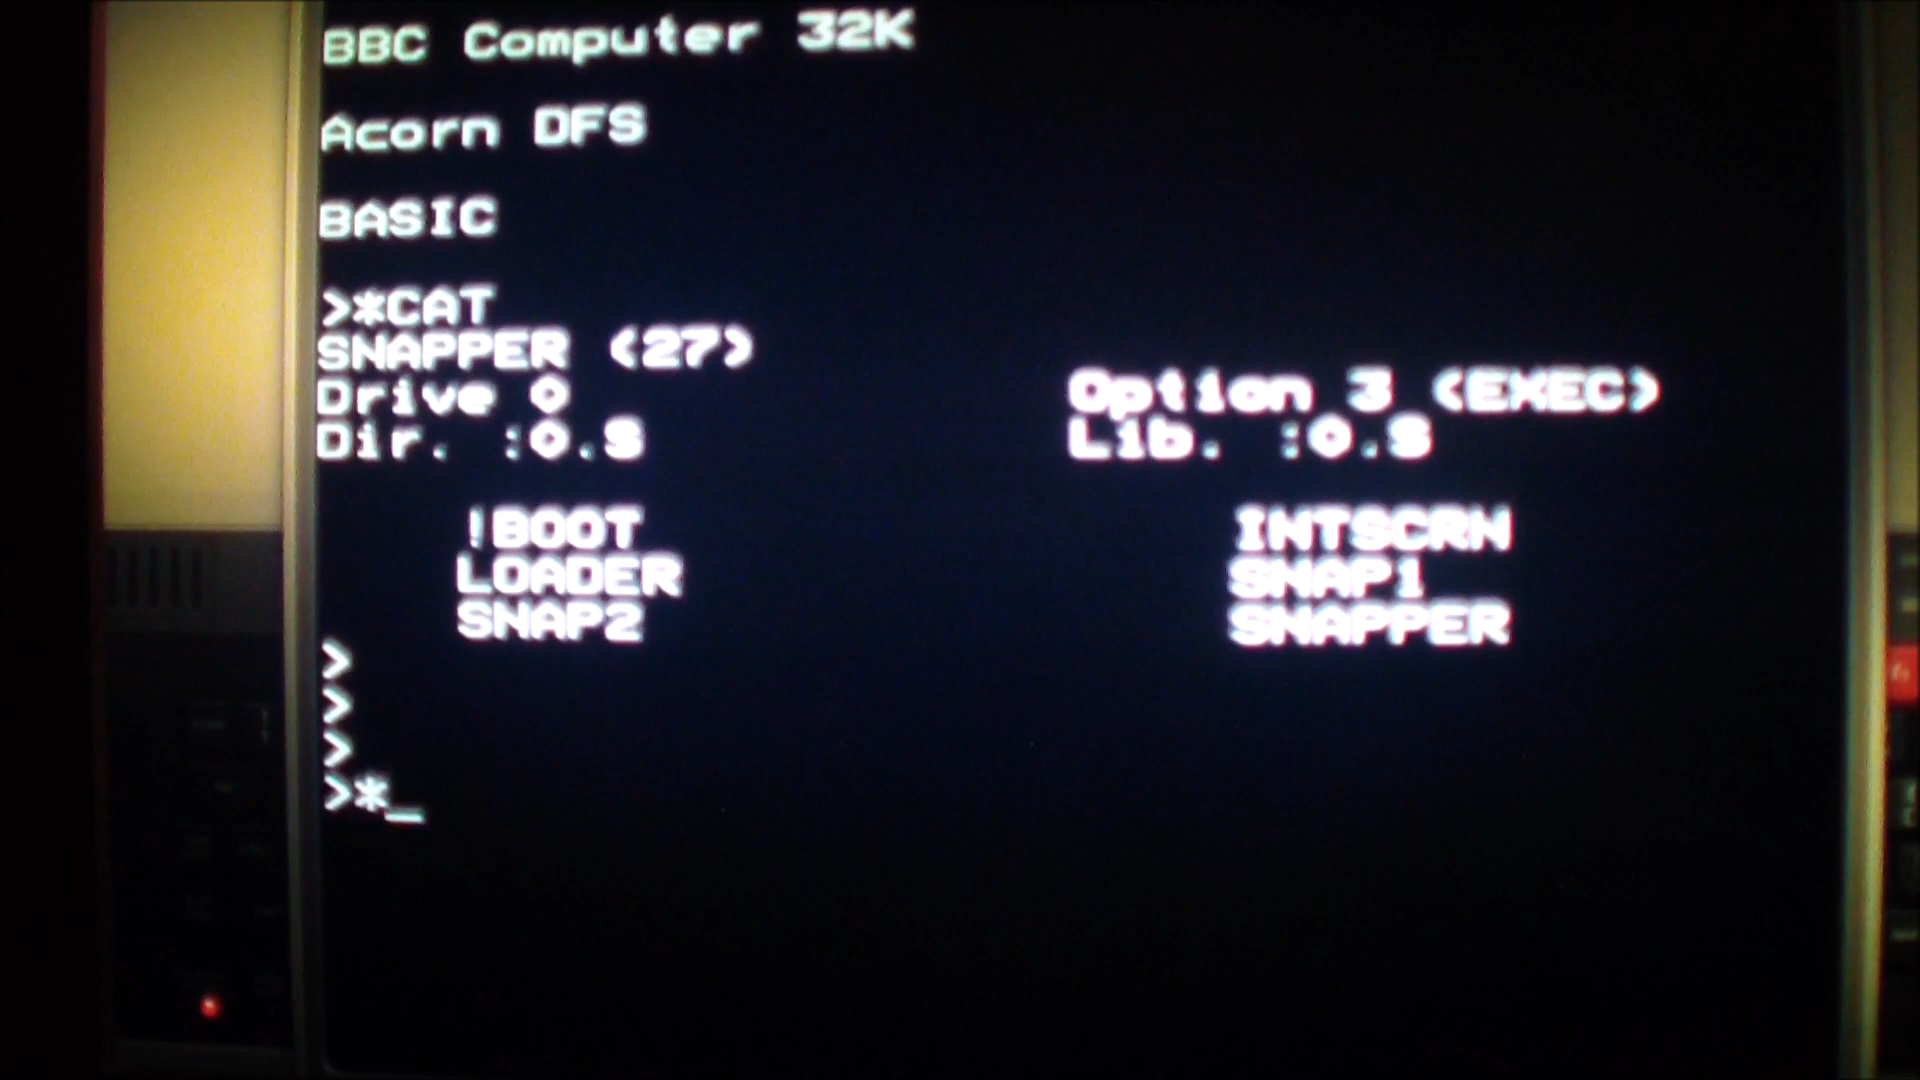 BBC Computer 32K
Acorn DFS
BASIC
>*CAT
SNAPPER (27)
Drive 0 Option 3 (EXEC)
Dir. :0.S Lib. :0.S
!BOOT INTSCRN
LOADER SNAP1
SNAP2 SNAPPER
>
>
>
>*_